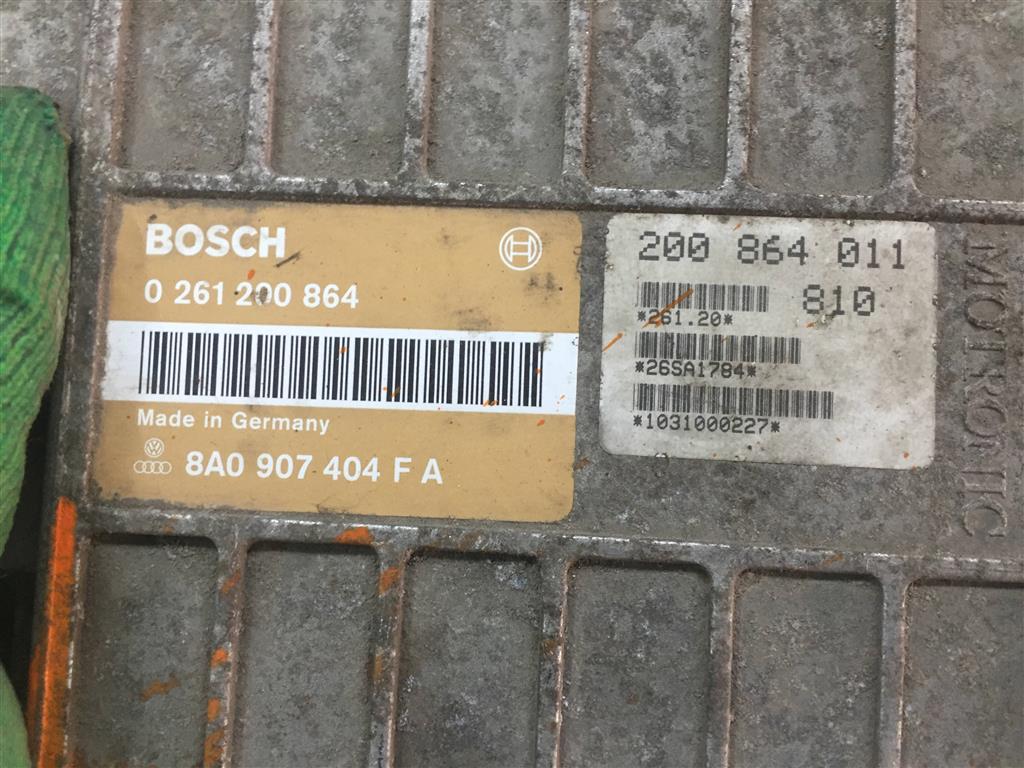 BOSCH
0 261 200 864
Made in Germany
8A0 907 404 F A
200 864 011
810
*261.20*
*26SA1784*
*1031000227*
MOTRONIC